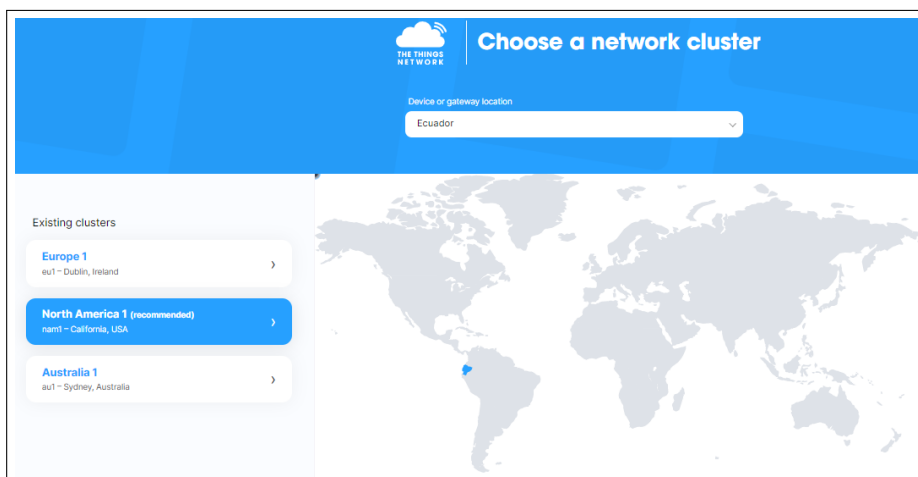 THE THINGS
NETWORK
Choose a network cluster
Device or gateway location
Ecuador
Existing clusters
Europe 1
eu1 – Dublin, Ireland
North America 1 (recommended)
nam1 – California, USA
Australia 1
au1 – Sydney, Australia